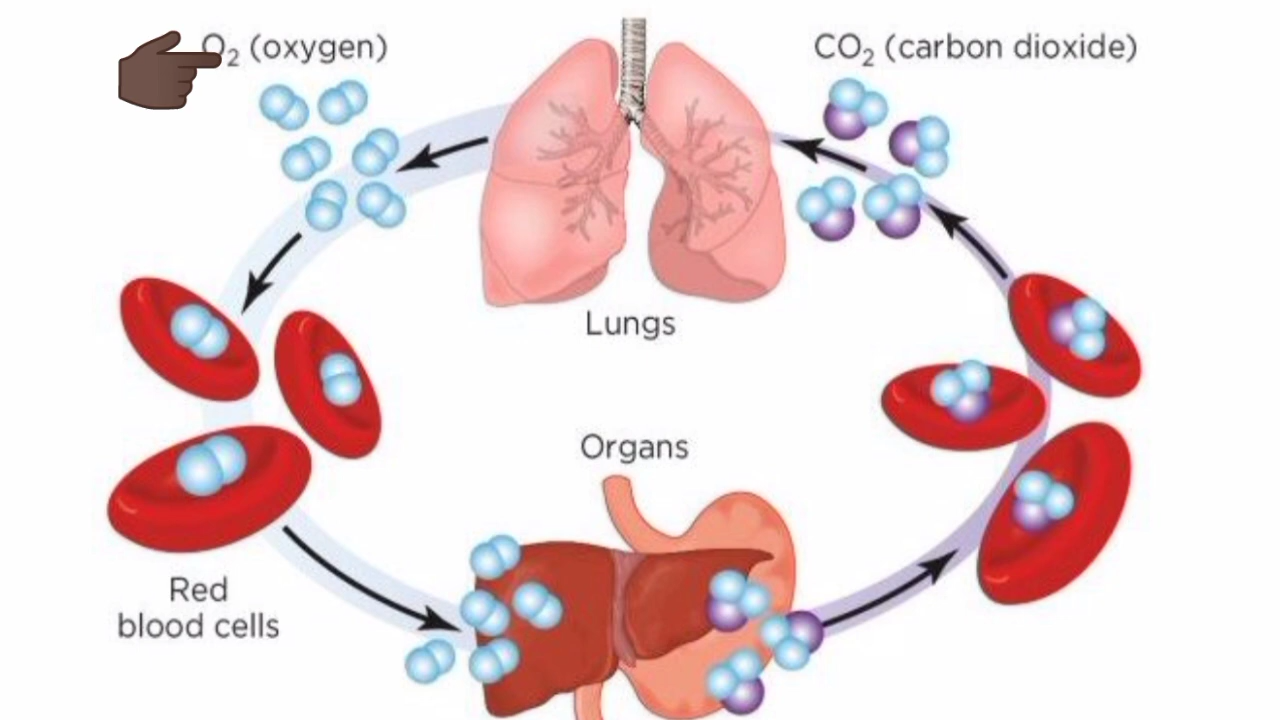 O₂ (oxygen)
CO₂ (carbon dioxide)
Lungs
Organs
Red
blood cells